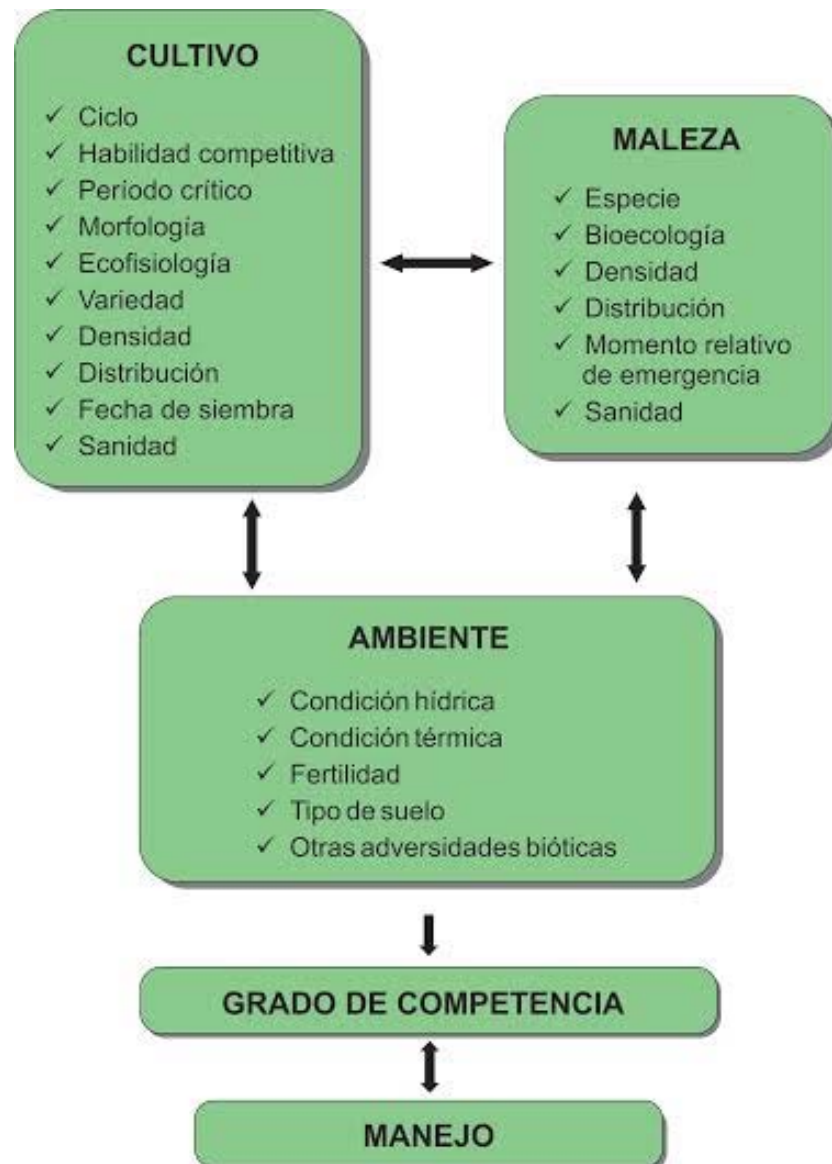 CULTIVO
✓ Ciclo
✓ Habilidad competitiva
✓ Período crítico
✓ Morfología
✓ Ecofisiología
✓ Variedad
✓ Densidad
✓ Distribución
✓ Fecha de siembra
✓ Sanidad
MALEZA
✓ Especie
✓ Bioecología
✓ Densidad
✓ Distribución
✓ Momento relativo
de emergencia
✓ Sanidad
AMBIENTE
✓ Condición hídrica
✓ Condición térmica
✓ Fertilidad
✓ Tipo de suelo
✓ Otras adversidades bióticas
GRADO DE COMPETENCIA
MANEJO